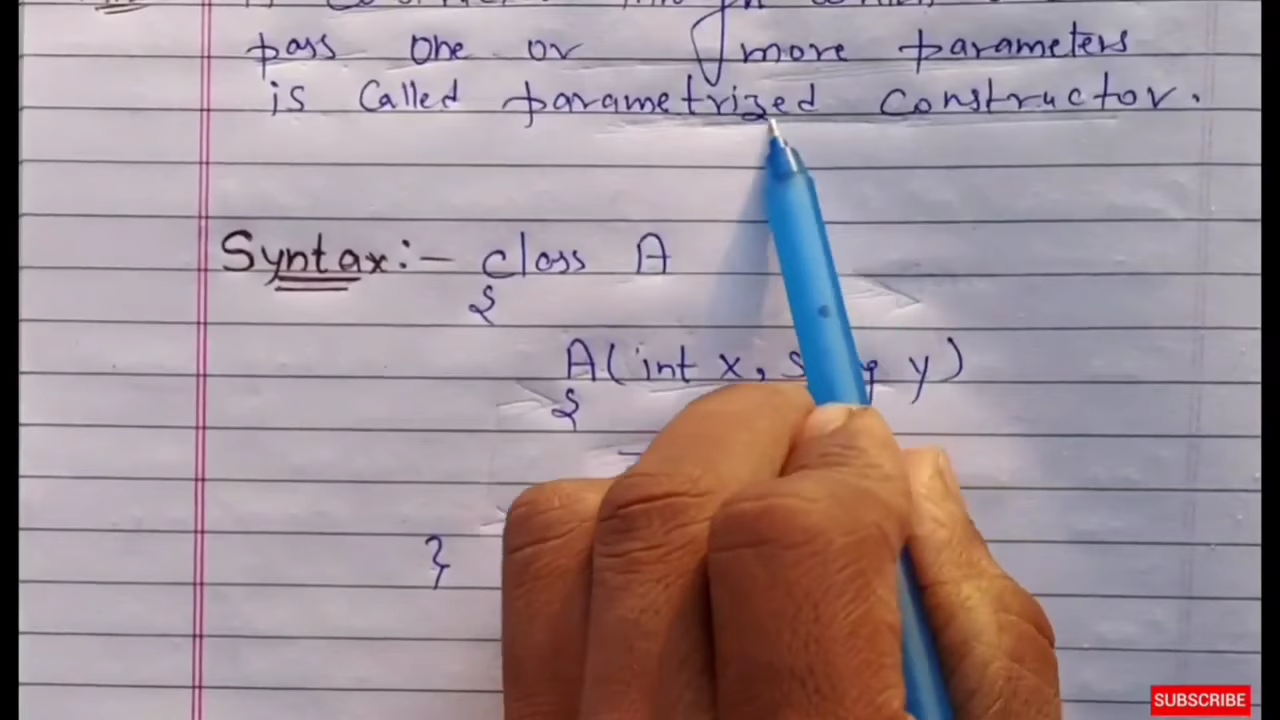 pass one or more parameters
is Called parametrized Constructor.
Syntax:- class A
{
A(int x, y)
{
}
SUBSCRIBE